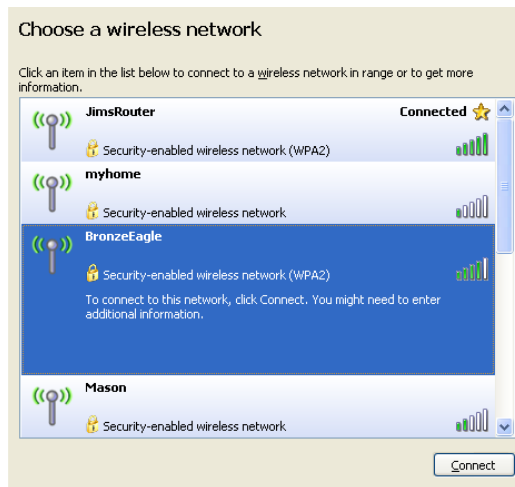 Choose a wireless network
Click an item in the list below to connect to a wireless network in range or to get more
information.
JimsRouter Connected
Security-enabled wireless network (WPA2)
myhome
Security-enabled wireless network
BronzeEagle
Security-enabled wireless network (WPA2)
To connect to this network, click Connect. You might need to enter
additional information.
Mason
Security-enabled wireless network
Connect